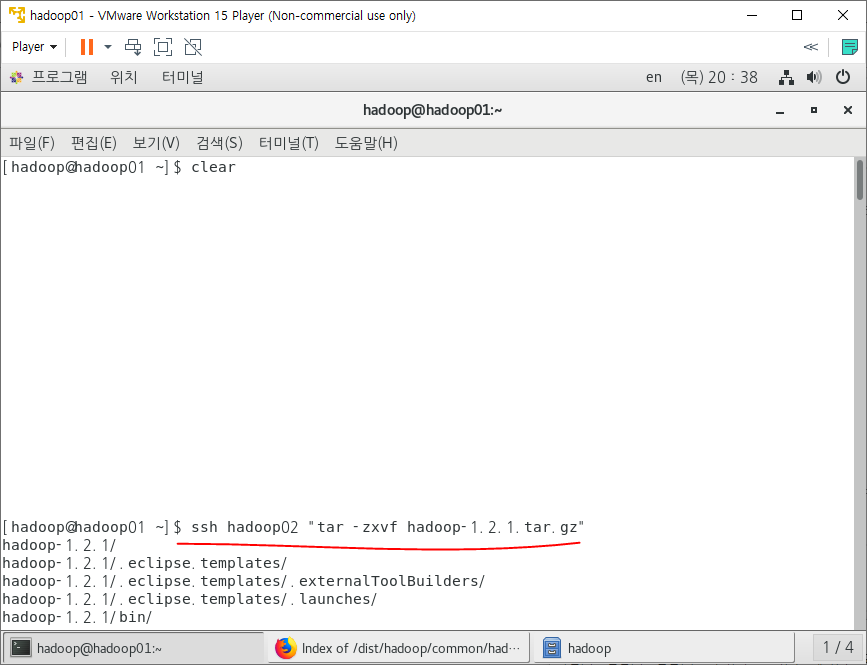 hadoop01 - VMware Workstation 15 Player (Non-commercial use only)
Player
프로그램 위치 터미널 en (목) 20 : 38
hadoop@hadoop01:~
파일(F) 편집(E) 보기(V) 검색(S) 터미널(T) 도움말(H)
[hadoop@hadoop01 ~]$ clear
[hadoop@hadoop01 ~]$ ssh hadoop02 "tar -zxvf hadoop-1.2.1.tar.gz"
hadoop-1.2.1/
hadoop-1.2.1/.eclipse.templates/
hadoop-1.2.1/.eclipse.templates/.externalToolBuilders/
hadoop-1.2.1/.eclipse.templates/.launches/
hadoop-1.2.1/bin/
hadoop@hadoop01:~ Index of /dist/hadoop/common/had… hadoop 1 / 4